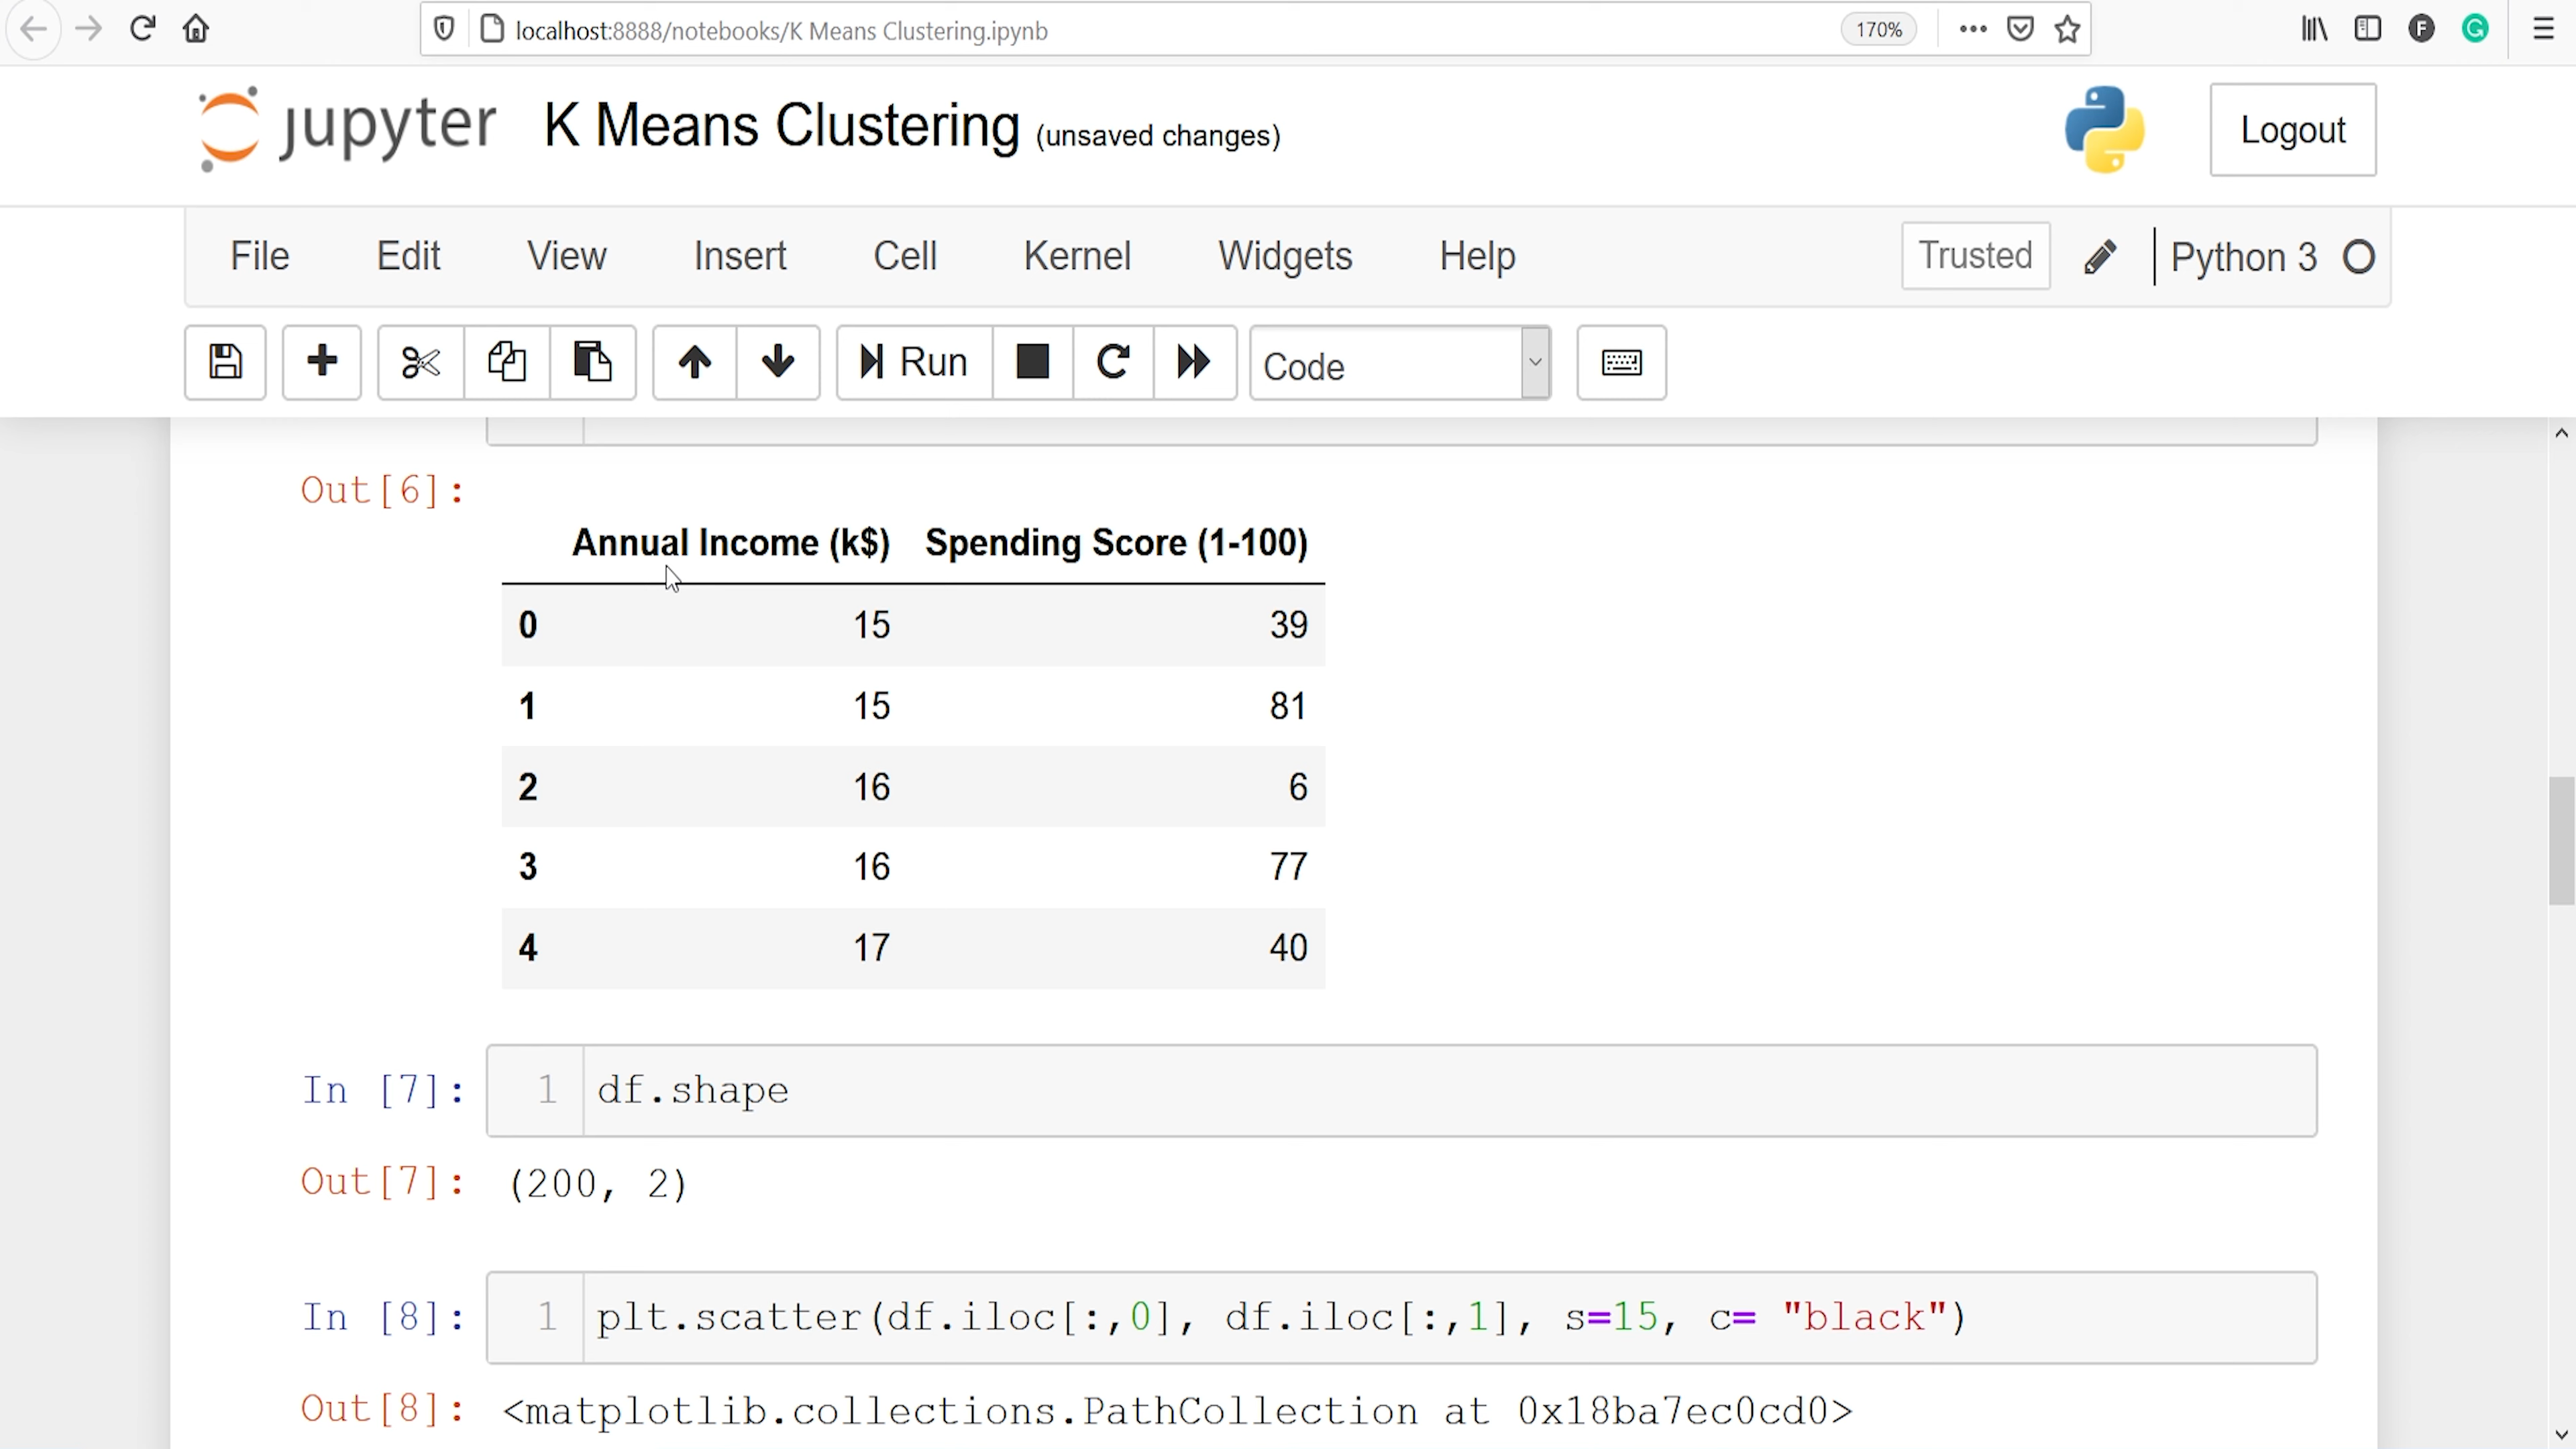 localhost:8888/notebooks/K Means Clustering.ipynb 170%
jupyter K Means Clustering (unsaved changes) Logout
File Edit View Insert Cell Kernel Widgets Help Trusted Python 3
Run Code
Out[6]:
Annual Income (k$) Spending Score (1-100)
0 15 39
1 15 81
2 16 6
3 16 77
4 17 40
In [7]: 1 df.shape
Out[7]: (200, 2)
In [8]: 1 plt.scatter(df.iloc[:,0], df.iloc[:,1], s=15, c= "black")
Out[8]: <matplotlib.collections.PathCollection at 0x18ba7ec0cd0>